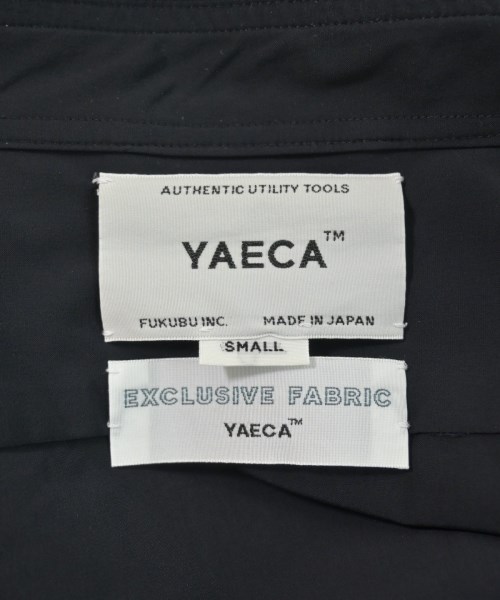 AUTHENTIC UTILITY TOOLS
YAECA™
FUKUBU INC. MADE IN JAPAN
SMALL
EXCLUSIVE FABRIC
YAECA™